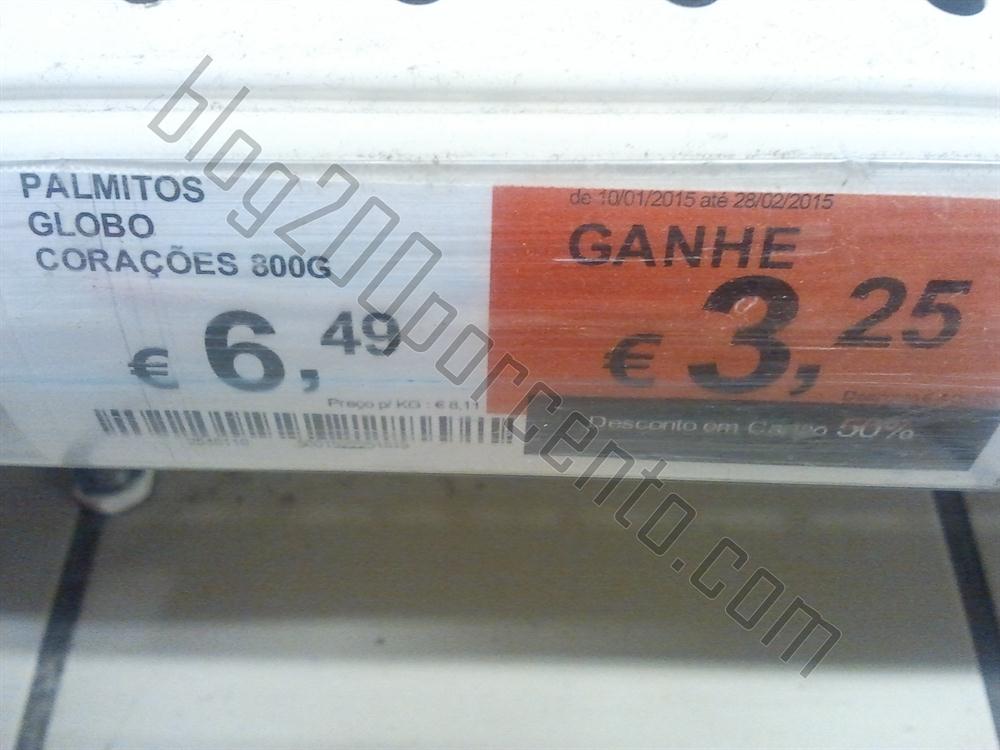 PALMITOS
GLOBO
CORAÇÕES 800G
€ 6,49
Preço p/ KG : € 8,11
de 10/01/2015 até 28/02/2015
GANHE
€ 3,25
Desconto em Cartão 50%
blog200porcento.com